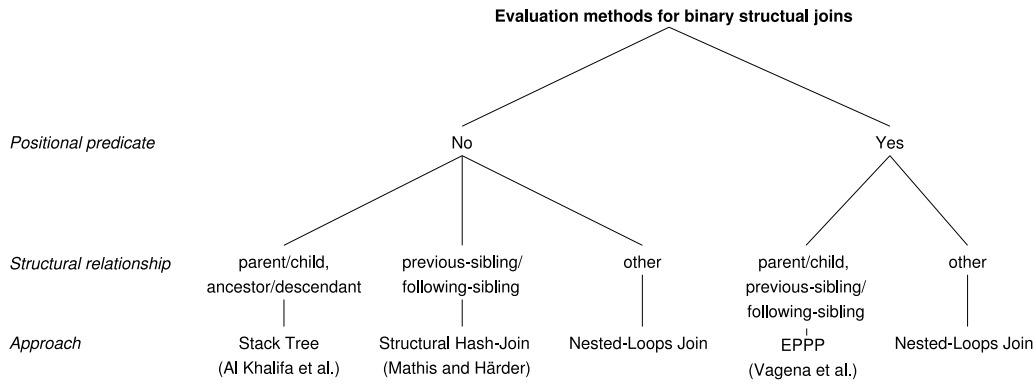 Evaluation methods for binary structual joins
Positional predicate No Yes
Structural relationship parent/child, previous-sibling/ other parent/child, other
ancestor/descendant following-sibling previous-sibling/
following-sibling
Approach Stack Tree Structural Hash-Join Nested-Loops Join EPPP Nested-Loops Join
(Al Khalifa et al.) (Mathis and Härder) (Vagena et al.)